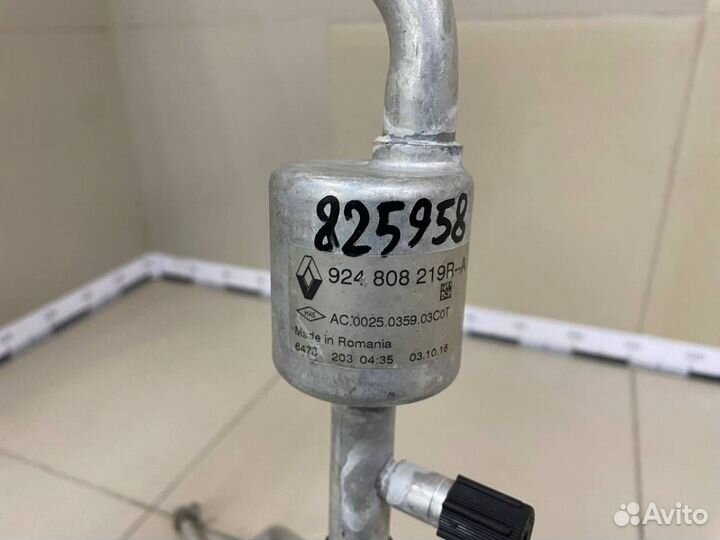 825958
924 808 219R--A
HAS
AC.0025.0359.03C0T
Made in Romania
6473 203 04:35 03.10.16
Avito